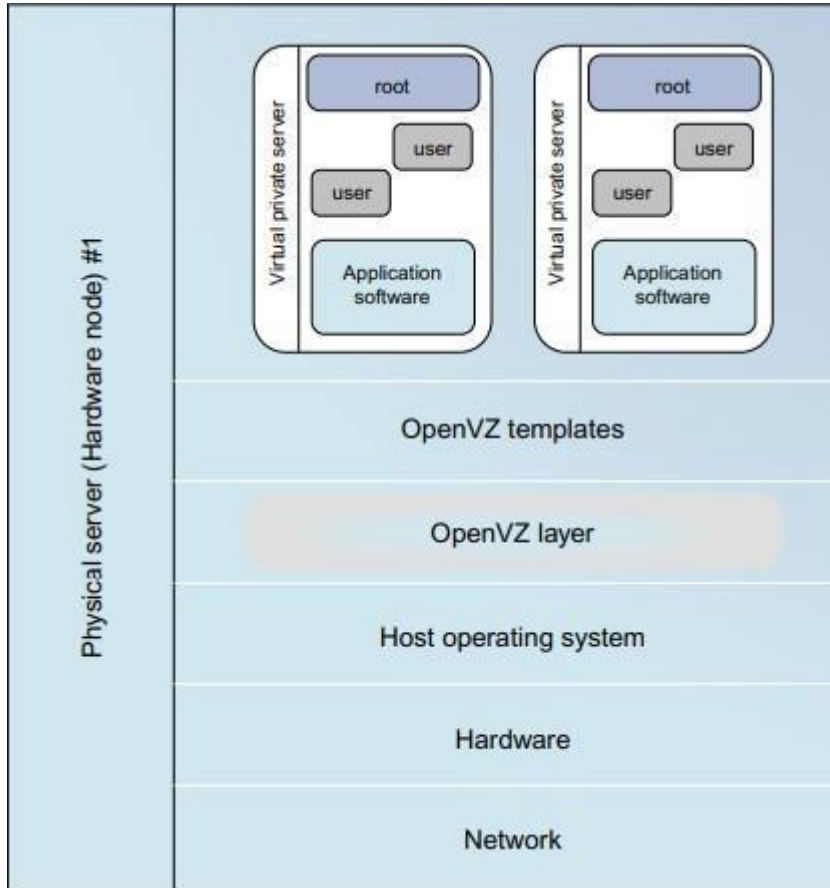 Physical server (Hardware node) #1
Virtual private server
root
user
user
Application
software
Virtual private server
root
user
user
Application
software
OpenVZ templates
OpenVZ layer
Host operating system
Hardware
Network